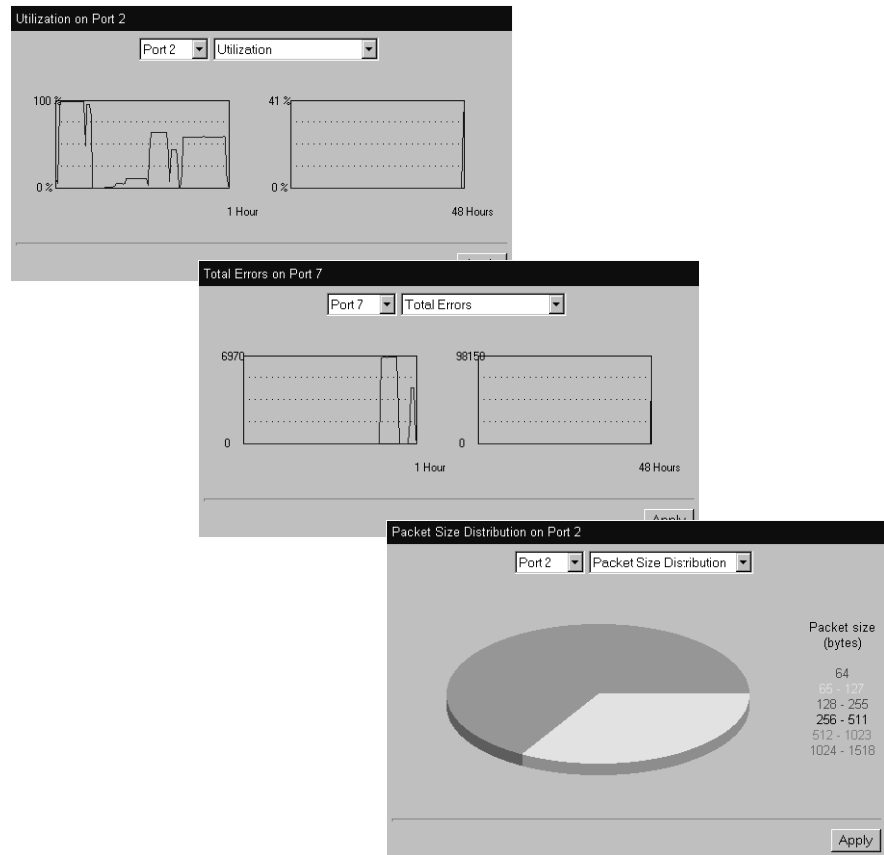 Utilization on Port 2
Port 2 Utilization
100 %
0 %
1 Hour
41 %
0 %
48 Hours
Total Errors on Port 7
Port 7 Total Errors
6970
0
1 Hour
98150
0
48 Hours
Apply
Packet Size Distribution on Port 2
Port 2 Packet Size Distribution
Packet size
(bytes)
64
65 - 127
128 - 255
256 - 511
512 - 1023
1024 - 1518
Apply